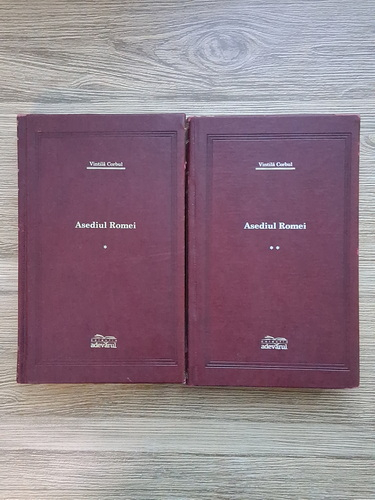 Vintilă Corbul
Asediul Romei
*
adevărul
Vintilă Corbul
Asediul Romei
**
adevărul